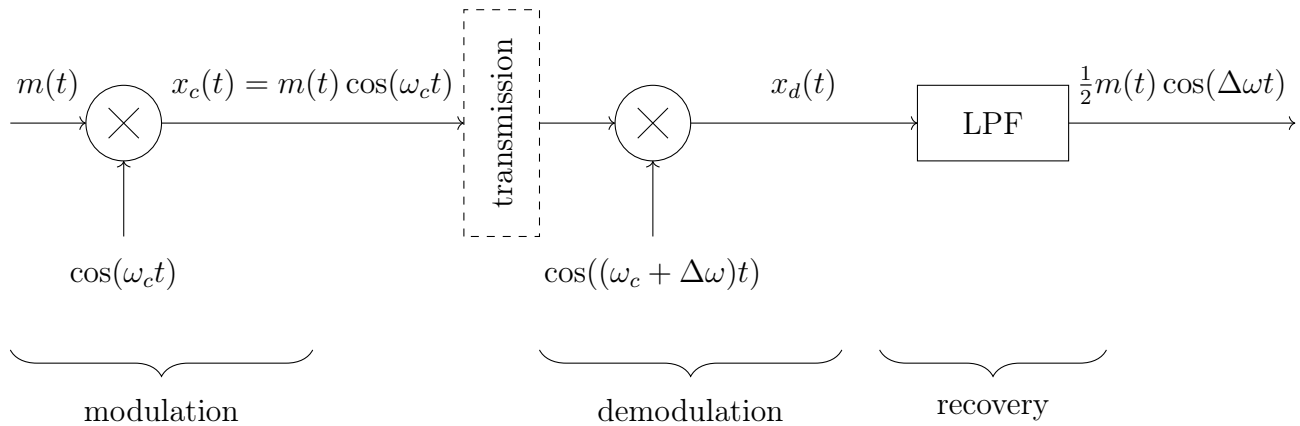 m(t)
x_c(t) = m(t) cos(ω_c t)
transmission
x_d(t)
LPF
½m(t) cos(Δωt)
cos(ω_c t)
cos((ω_c + Δω)t)
modulation
demodulation
recovery